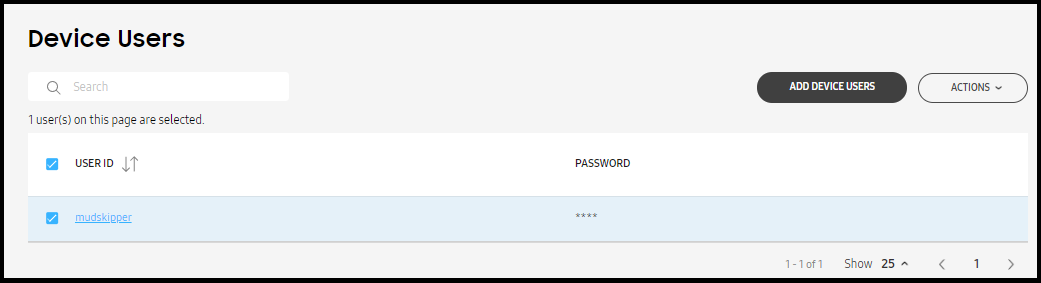 Device Users
Search
ADD DEVICE USERS
ACTIONS
1 user(s) on this page are selected.
USER ID
PASSWORD
mudskipper
****
1 - 1 of 1
Show
25
1